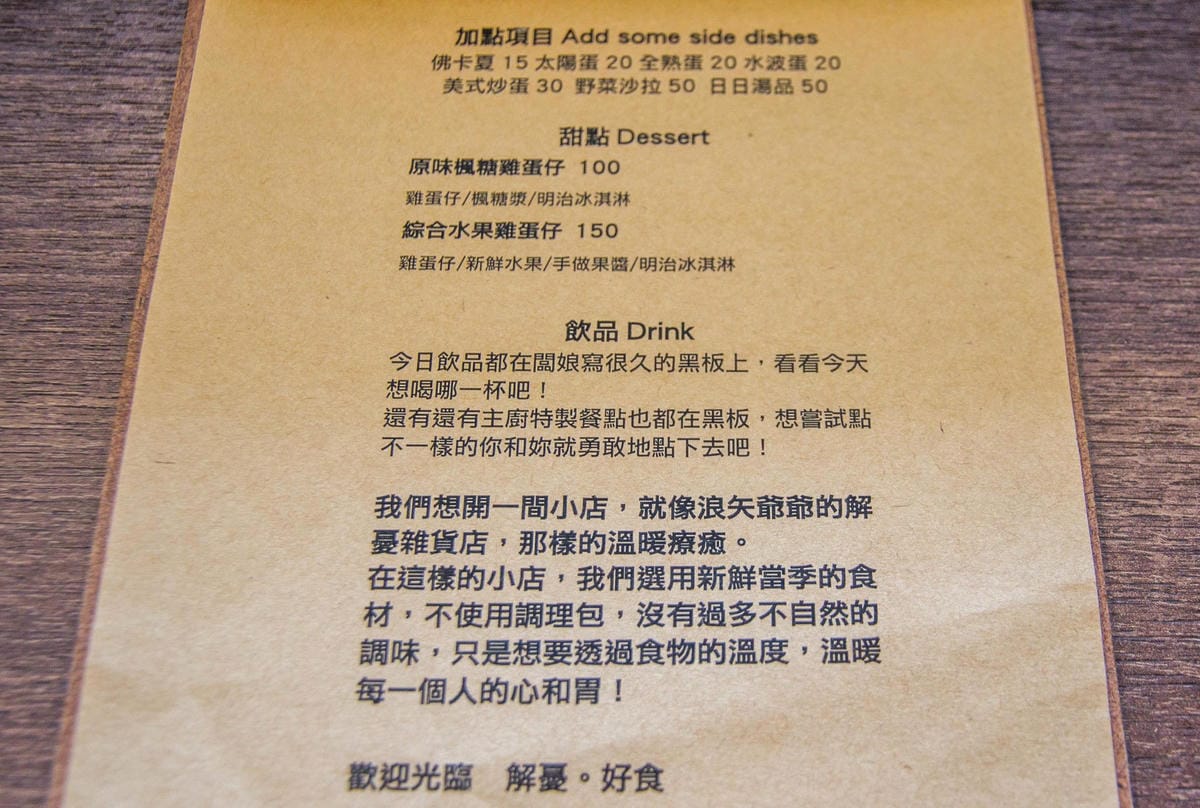 加點項目 Add some side dishes
佛卡夏 15 太陽蛋 20 全熟蛋 20 水波蛋 20
美式炒蛋 30 野菜沙拉 50 日日湯品 50
甜點 Dessert
原味楓糖雞蛋仔 100
雞蛋仔/楓糖漿/明治冰淇淋
綜合水果雞蛋仔 150
雞蛋仔/新鮮水果/手做果醬/明治冰淇淋
飲品 Drink
今日飲品都在闆娘寫很久的黑板上，看看今天
想喝哪一杯吧！
還有還有主廚特製餐點也都在黑板，想嘗試點
不一樣的你和妳就勇敢地點下去吧！
我們想開一間小店，就像浪矢爺爺的解
憂雜貨店，那樣的溫暖療癒。
在這樣的小店，我們選用新鮮當季的食
材，不使用調理包，沒有過多不自然的
調味，只是想要透過食物的溫度，溫暖
每一個人的心和胃！
歡迎光臨　解憂。好食